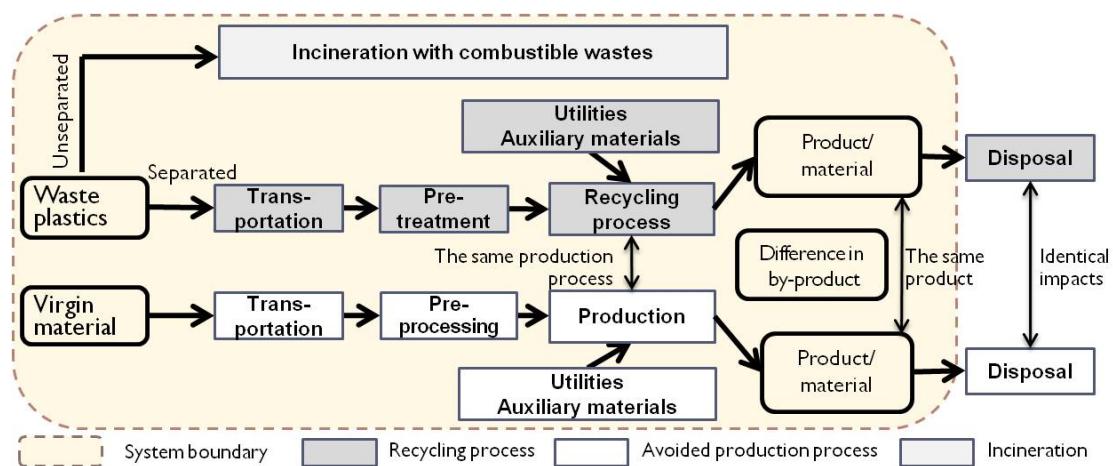 Incineration with combustible wastes
Unseparated
Utilities
Auxiliary materials
Product/
material
Disposal
Separated
Waste
plastics
Trans-
portation
Pre-
treatment
Recycling
process
The same production
process
Difference in
by-product
The same
product
Identical
impacts
Virgin
material
Trans-
portation
Pre-
processing
Production
Product/
material
Disposal
Utilities
Auxiliary materials
System boundary
Recycling process
Avoided production process
Incineration